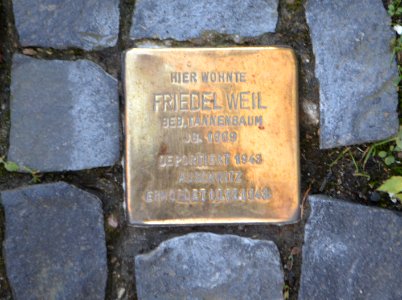 HIER WOHNTE
FRIEDEL WEIL
GEB. TANNENBAUM
JG. 1909
DEPORTIERT 1943
AUSCHWITZ
ERMORDET